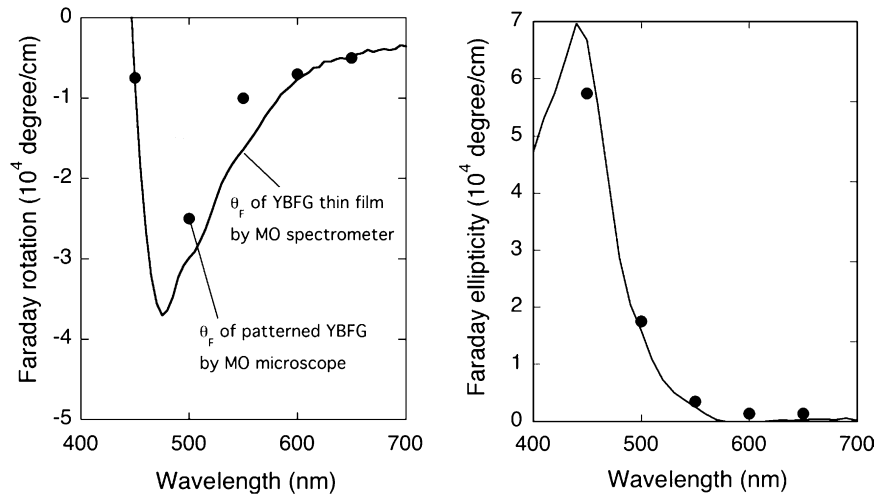 0
-1
-2
-3
-4
-5
400
500
600
700
Faraday rotation (10⁴ degree/cm)
Wavelength (nm)
θF of YBFG thin film
by MO spectrometer
θF of patterned YBFG
by MO microscope
7
6
5
4
3
2
1
0
400
500
600
700
Faraday ellipticity (10⁴ degree/cm)
Wavelength (nm)